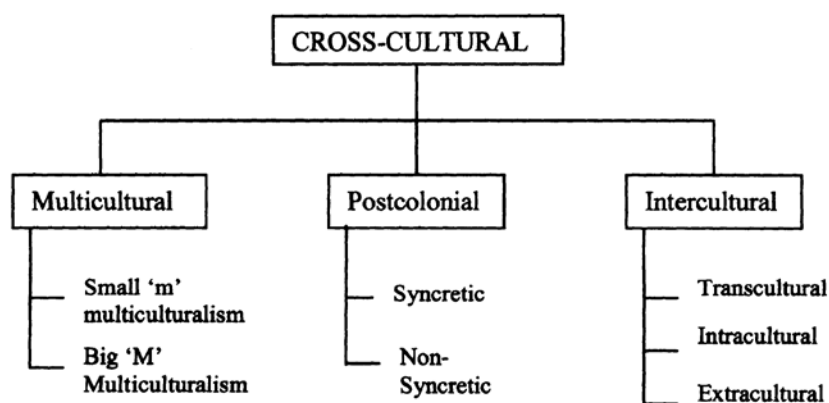 CROSS-CULTURAL
Multicultural
Postcolonial
Intercultural
Small ‘m’
multiculturalism
Big ‘M’
Multiculturalism
Syncretic
Non-
Syncretic
Transcultural
Intracultural
Extracultural